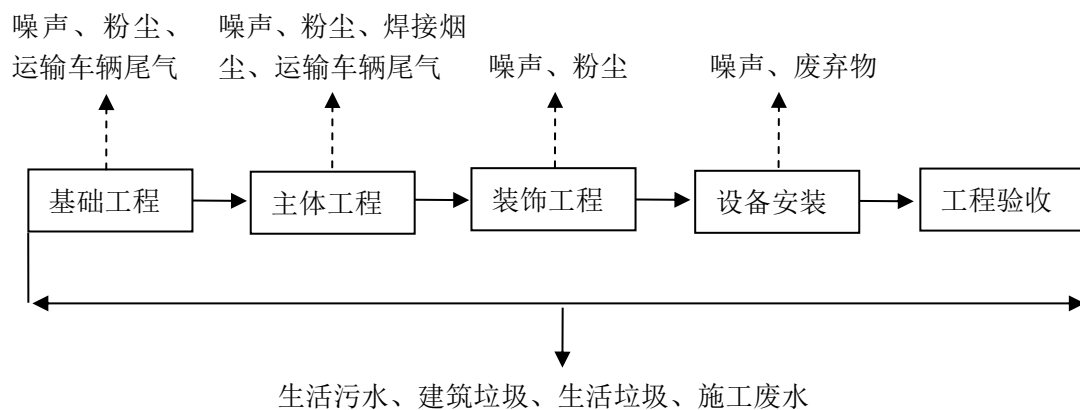 噪声、粉尘、
运输车辆尾气
噪声、粉尘、焊接烟
尘、运输车辆尾气
噪声、粉尘
噪声、废弃物
基础工程
主体工程
装饰工程
设备安装
工程验收
生活污水、建筑垃圾、生活垃圾、施工废水